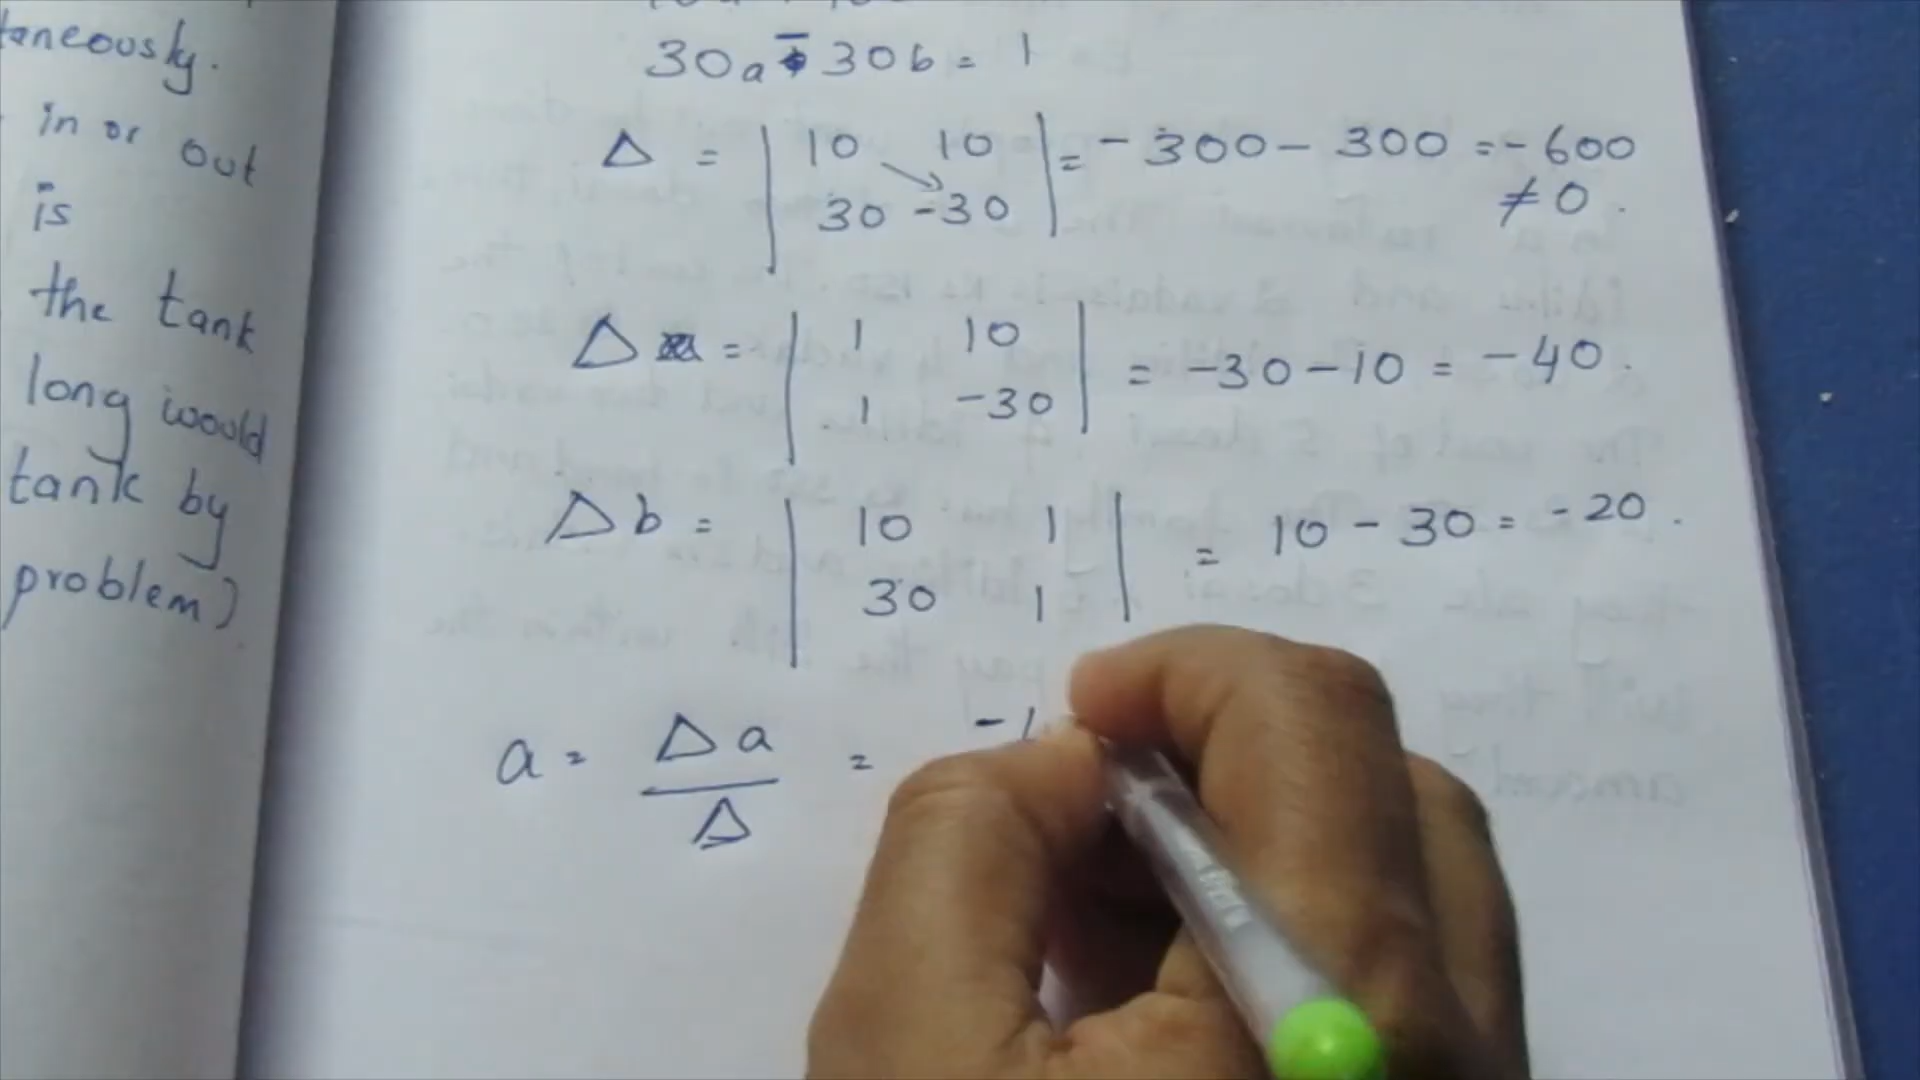 taneously.
in or out
is
the tank
long would
tank by
problem)
30a - 30b = 1
Δ = | 10 10 | = -300 - 300 = -600
| 30 -30 | ≠ 0.
Δ = | 1 10 | = -30 - 10 = -40.
| 1 -30 |
Δb = | 10 1 | = 10 - 30 = -20.
| 30 1 |
a = Δa / Δ = -